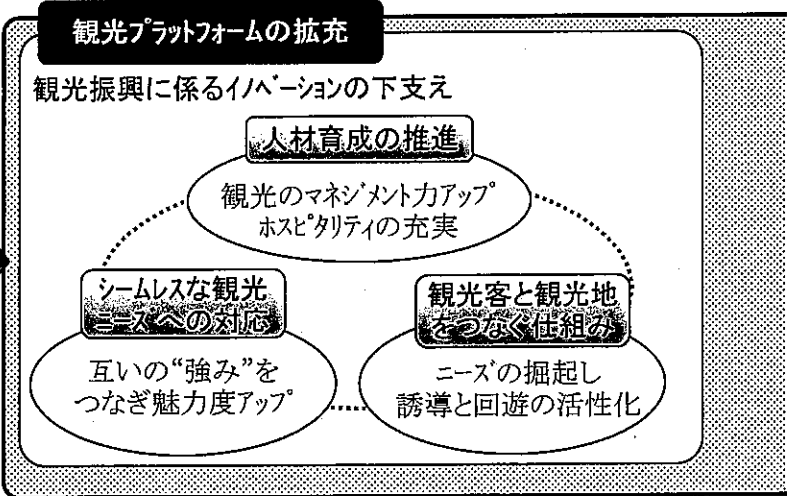 観光プラットフォームの拡充
観光振興に係るイノベーションの下支え
人材育成の推進
観光のマネジメント力アップ
ホスピタリティの充実
シームレスな観光
ニーズへの対応
互いの“強み”を
つなぎ魅力度アップ
観光客と観光地
をつなぐ仕組み
ニーズの掘起し
誘導と回遊の活性化